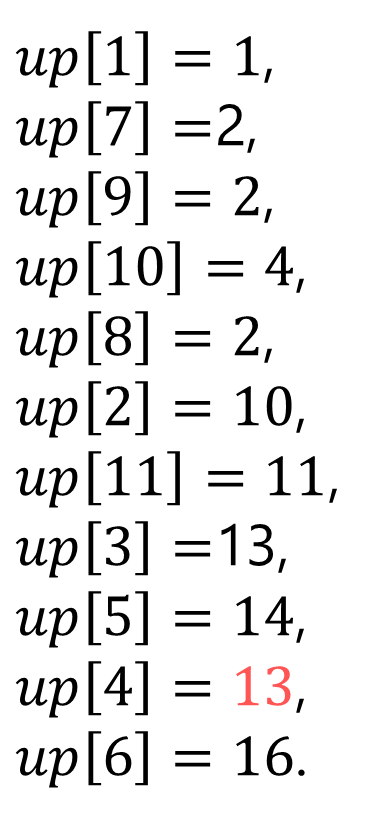 up[1] = 1,
up[7] =2,
up[9] = 2,
up[10] = 4,
up[8] = 2,
up[2] = 10,
up[11] = 11,
up[3] =13,
up[5] = 14,
up[4] = 13,
up[6] = 16.